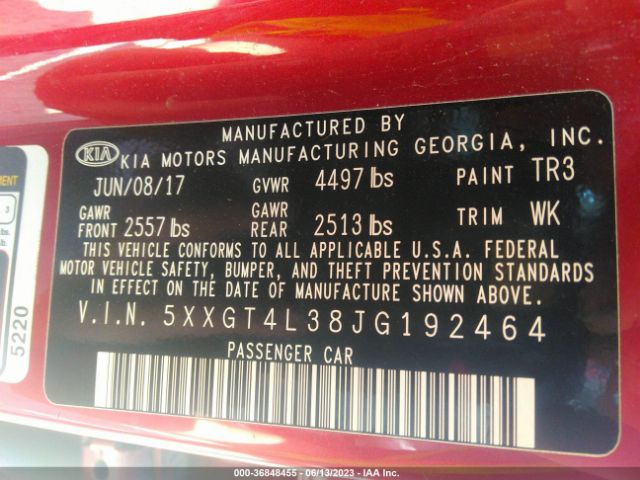 MANUFACTURED BY
KIA KIA MOTORS MANUFACTURING GEORGIA, INC.
JUN/08/17 GVWR 4497 lbs PAINT TR3
GAWR FRONT 2557 lbs GAWR REAR 2513 lbs TRIM WK
THIS VEHICLE CONFORMS TO ALL APPLICABLE U.S.A. FEDERAL
MOTOR VEHICLE SAFETY, BUMPER, AND THEFT PREVENTION STANDARDS
IN EFFECT ON THE DATE OF MANUFACTURE SHOWN ABOVE.
V.I.N. 5XXGT4L38JG192464
PASSENGER CAR
5220
3
000-36848455 - 06/13/2023 - IAA Inc.